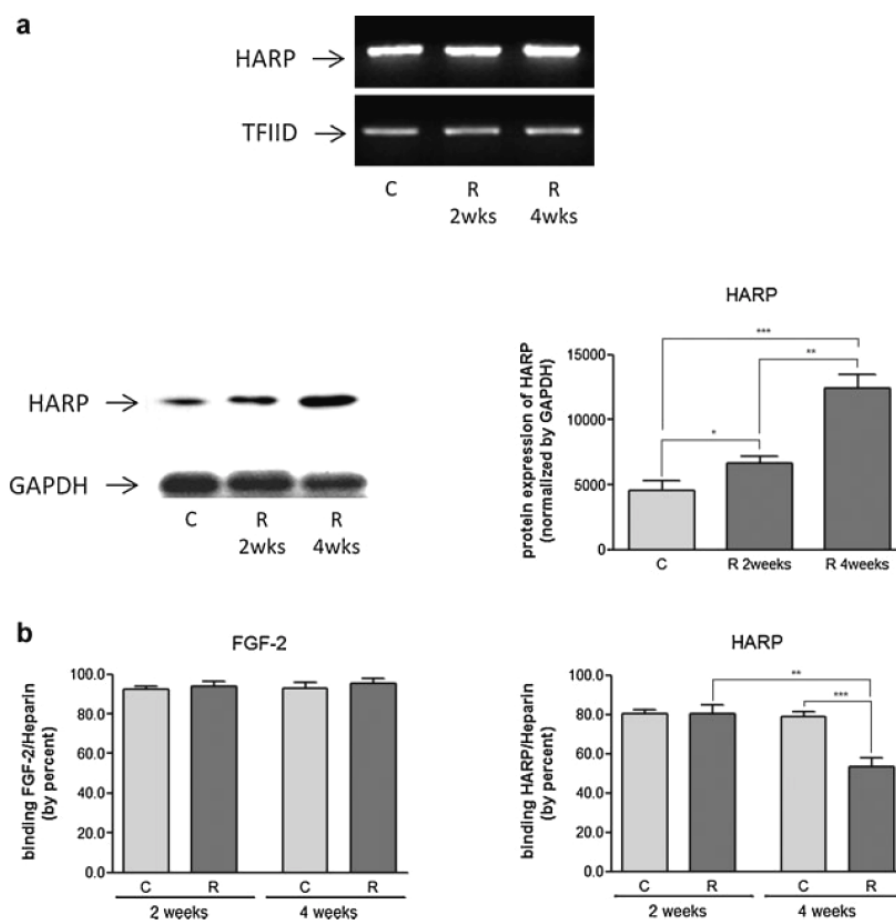 a
HARP →
TFIID →
C R R
2wks 4wks
HARP →
GAPDH →
C R R
2wks 4wks
HARP
protein expression of HARP
(normalized by GAPDH)
15000
10000
5000
0
***
**
*
C R 2weeks R 4weeks
b
FGF-2
binding FGF-2/Heparin
(by percent)
100.0
80.0
60.0
40.0
20.0
0.0
C R C R
2 weeks 4 weeks
HARP
binding HARP/Heparin
(by percent)
100.0
80.0
60.0
40.0
20.0
0.0
**
***
C R C R
2 weeks 4 weeks